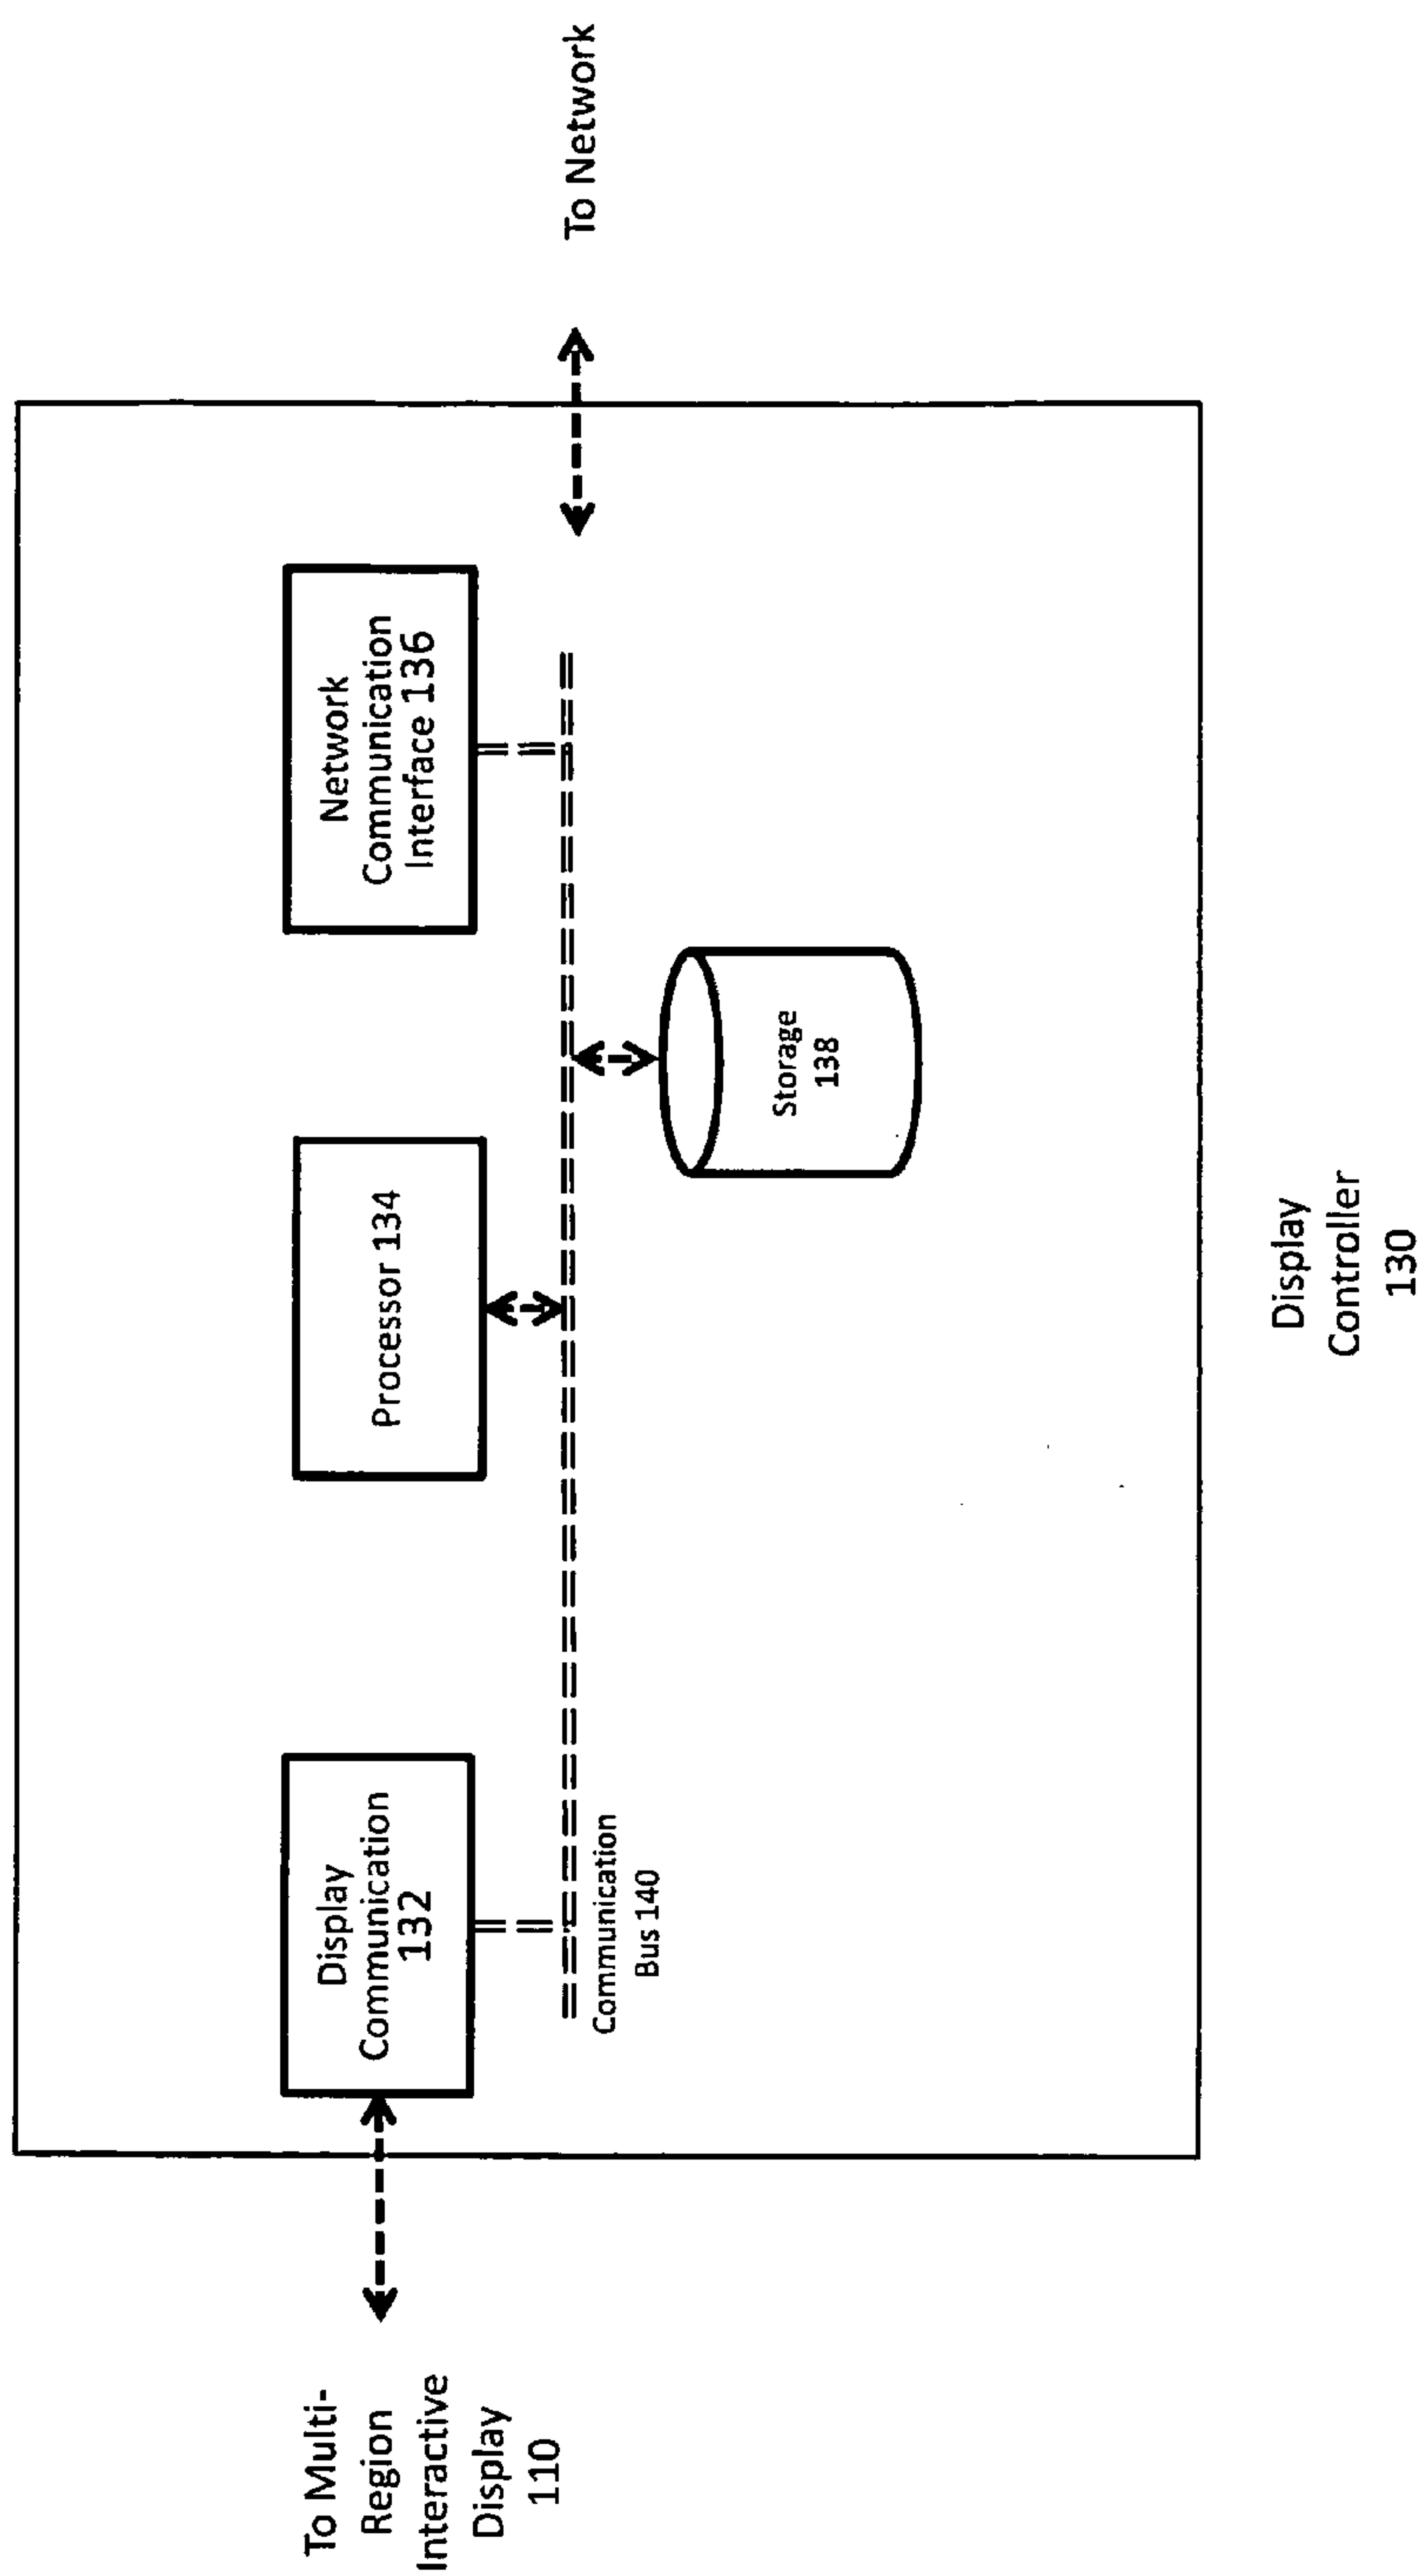 To Multi-
Region
Interactive
Display
110
Display
Communication
132
Communication
Bus 140
Processor 134
Storage
138
Network
Communication
Interface 136
To Network
Display
Controller
130